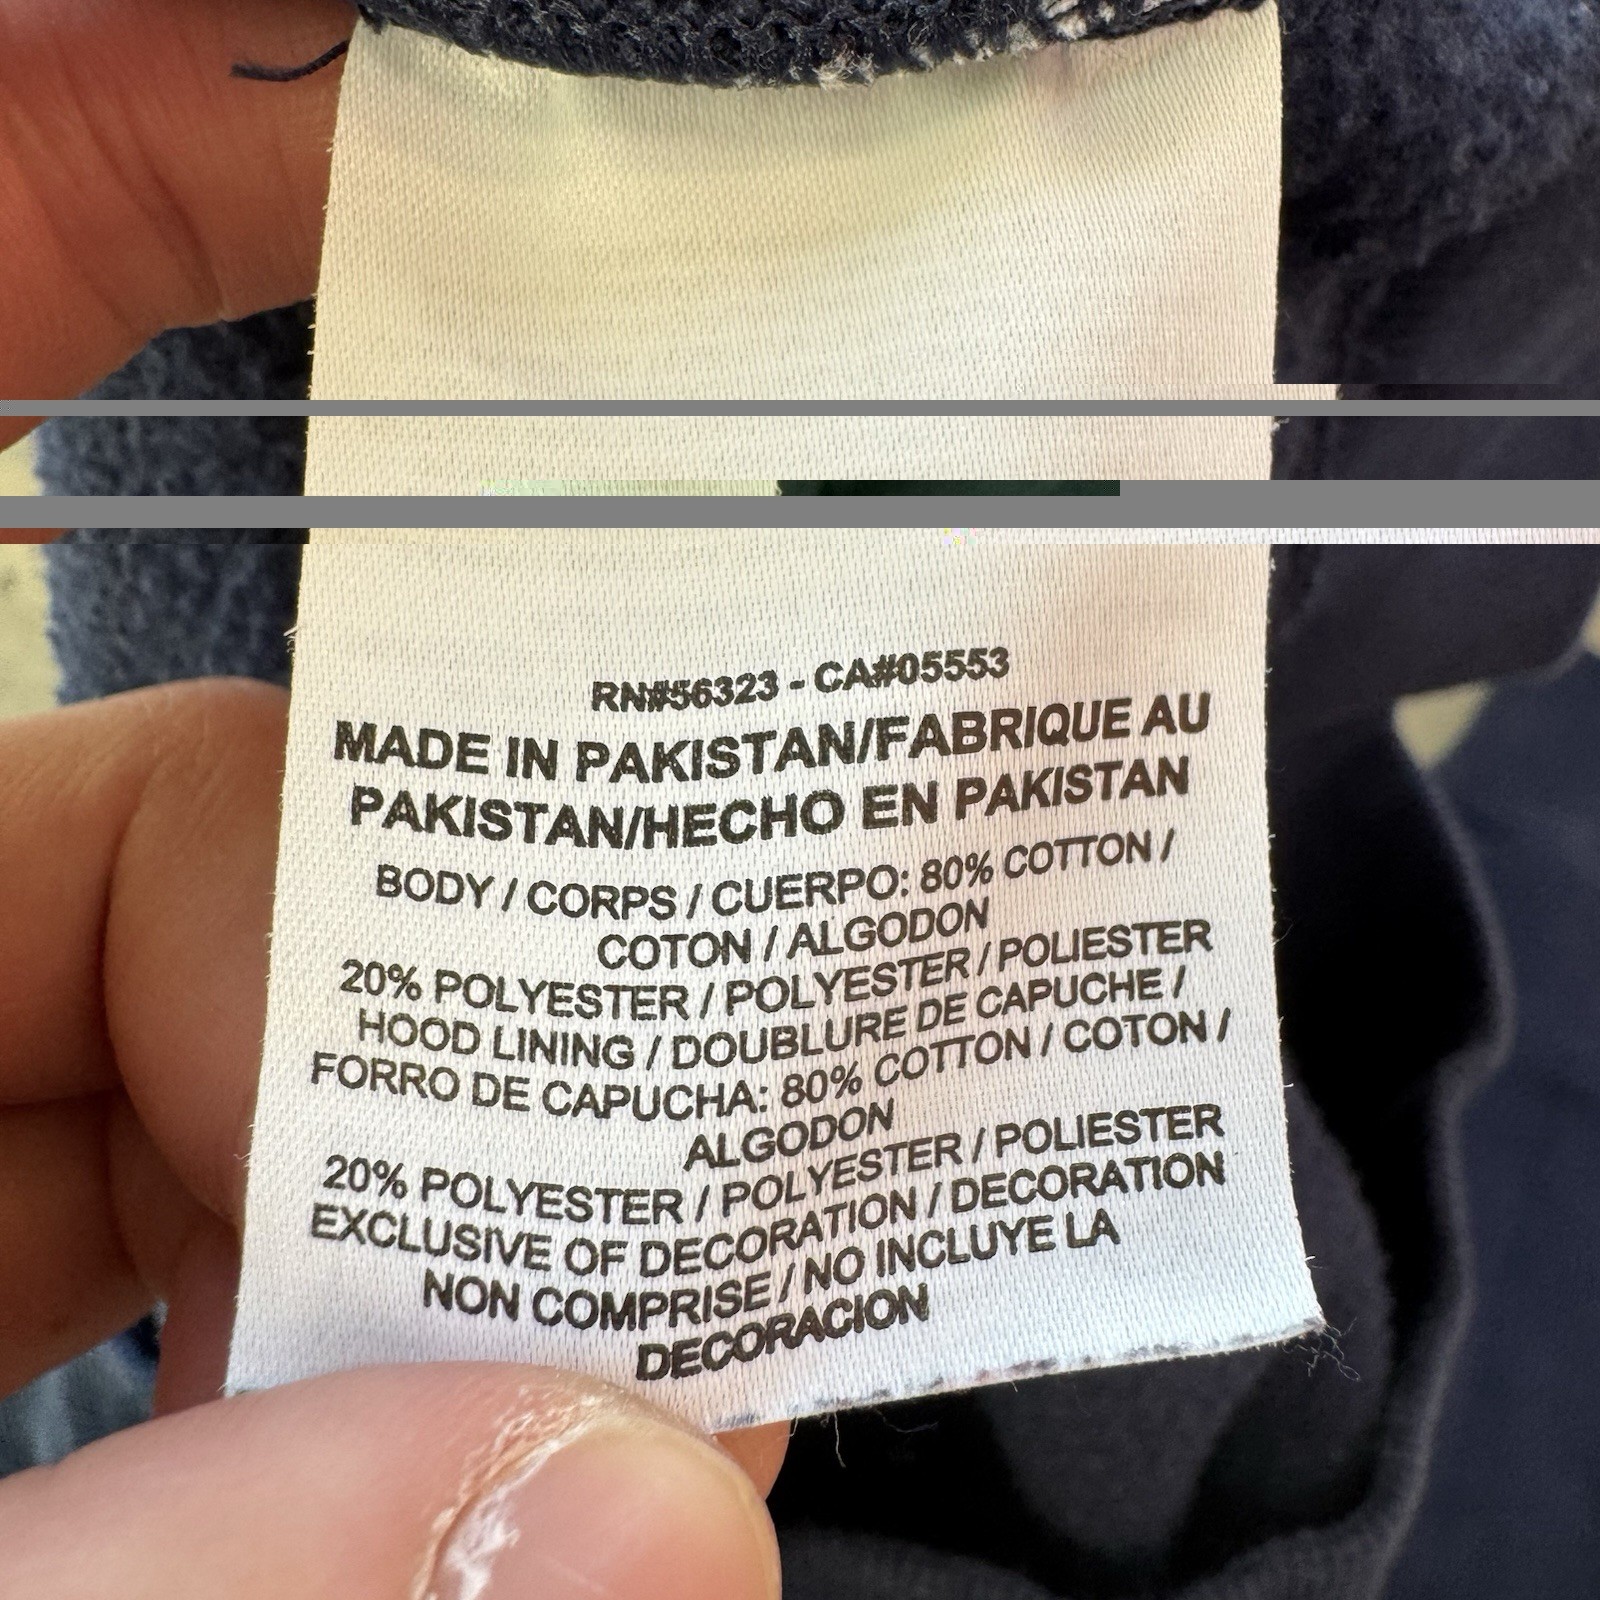 RN#56323 - CA#05553
MADE IN PAKISTAN/FABRIQUE AU
PAKISTAN/HECHO EN PAKISTAN
BODY / CORPS / CUERPO: 80% COTTON /
COTON / ALGODON
20% POLYESTER / POLYESTER / POLIESTER
HOOD LINING / DOUBLURE DE CAPUCHE /
FORRO DE CAPUCHA: 80% COTTON / COTON /
ALGODON
20% POLYESTER / POLYESTER / POLIESTER
EXCLUSIVE OF DECORATION / DECORATION
NON COMPRISE / NO INCLUYE LA
DECORACION